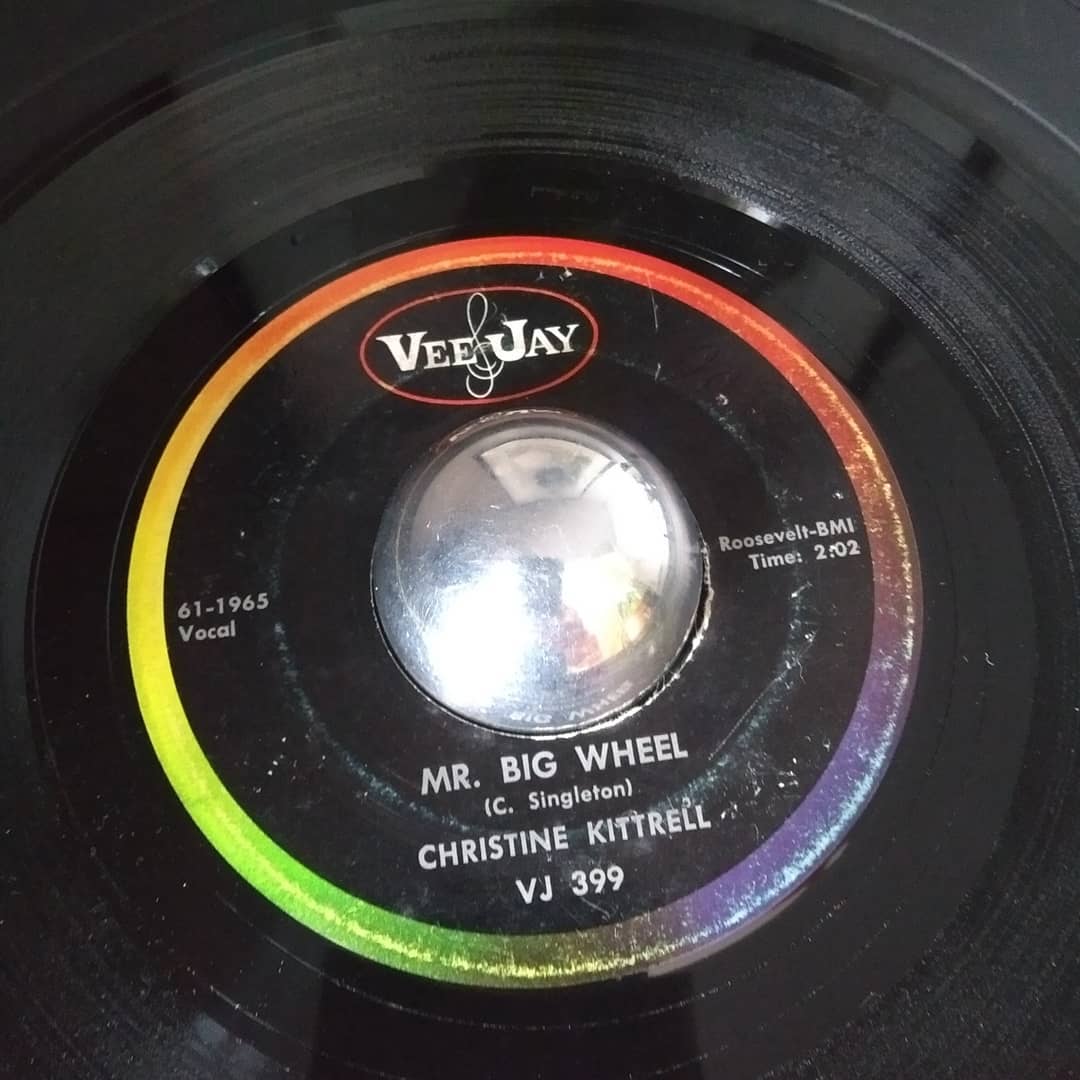 VEE JAY
Roosevelt-BMI
Time: 2:02
61-1965
Vocal
MR. BIG WHEEL
(C. Singleton)
CHRISTINE KITTRELL
VJ 399